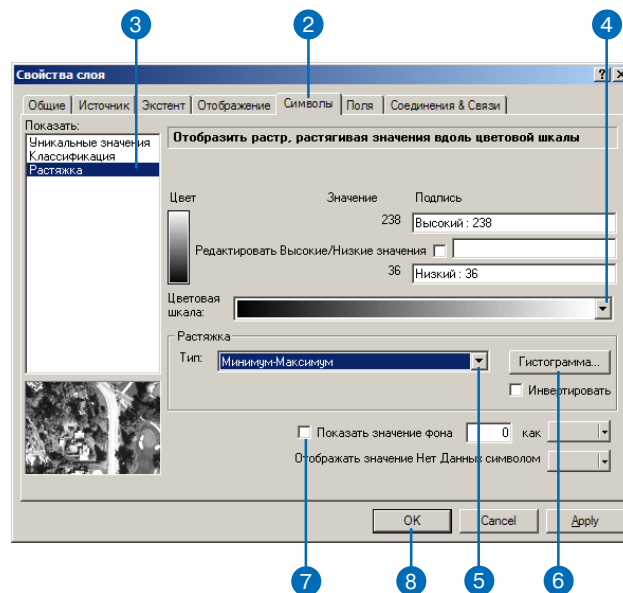 3 2 4
Свойства слоя
Общие Источник Экстент Отображение Символы Поля Соединения & Связи
Показать:
Уникальные значения
Классификация
Растяжка
Отобразить растр, растягивая значения вдоль цветовой шкалы
Цвет Значение Подпись
238 Высокий : 238
Редактировать Высокие/Низкие значения
36 Низкий : 36
Цветовая
шкала:
Растяжка
Тип: Минимум-Максимум Гистограмма...
Инвертировать
Показать значение фона 0 как
Отображать значение Нет Данных символом
OK Cancel Apply
7 8 5 6